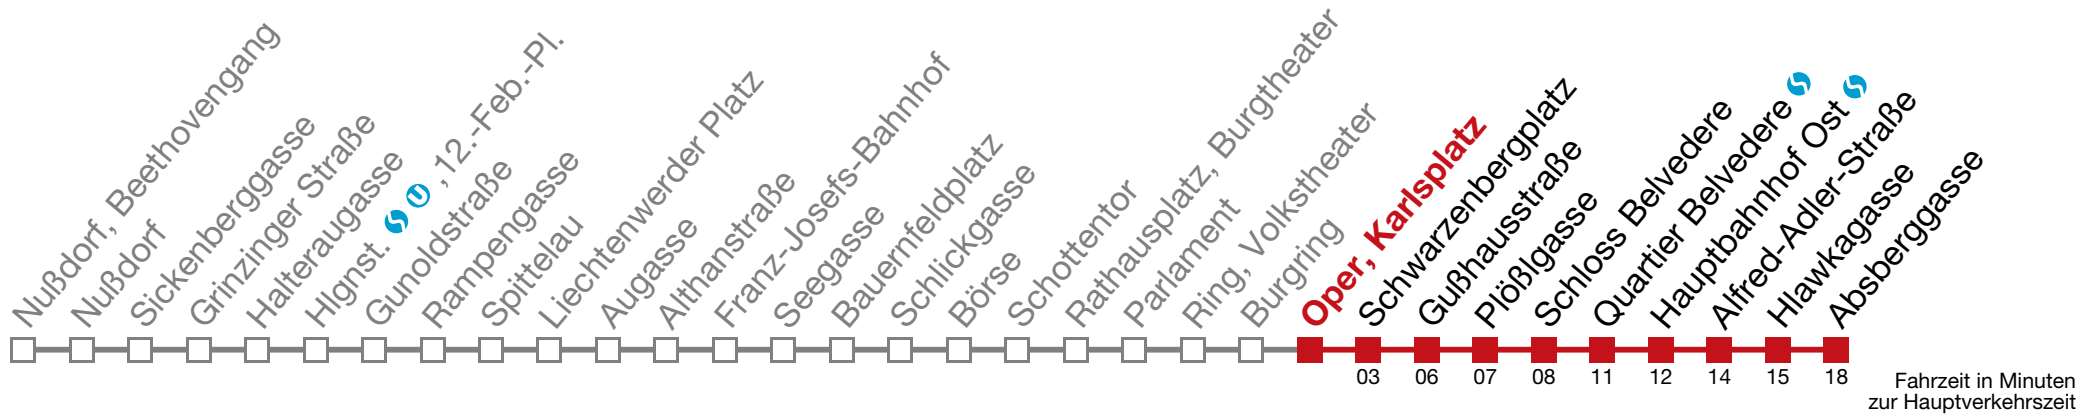 Nußdorf, Beethovengang
Nußdorf
Sickenberggasse
Grinzinger Straße
Halteraugasse
Hlgnst. S U , 12.-Feb.-Pl.
Gunoldstraße
Rampengasse
Spittelau
Liechtenwerder Platz
Augasse
Althanstraße
Franz-Josefs-Bahnhof
Seegasse
Bauernfeldplatz
Schlickgasse
Börse
Schottentor
Rathausplatz, Burgtheater
Parlament
Ring, Volkstheater
Burgring
Oper, Karlsplatz
Schwarzenbergplatz
Gußhausstraße
Plößlgasse
Schloss Belvedere
Quartier Belvedere S
Hauptbahnhof Ost S
Alfred-Adler-Straße
Hlawkagasse
Absberggasse
03 06 07 08 11 12 14 15 18
Fahrzeit in Minuten
zur Hauptverkehrszeit